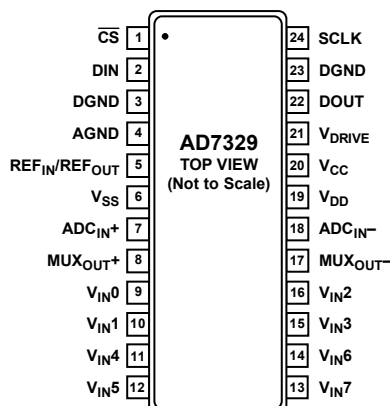 CS 1
DIN 2
DGND 3
AGND 4
REFIN/REFOUT 5
VSS 6
ADCIN+ 7
MUXOUT+ 8
VIN0 9
VIN1 10
VIN4 11
VIN5 12
AD7329
TOP VIEW
(Not to Scale)
24 SCLK
23 DGND
22 DOUT
21 VDRIVE
20 VCC
19 VDD
18 ADCIN–
17 MUXOUT–
16 VIN2
15 VIN3
14 VIN6
13 VIN7